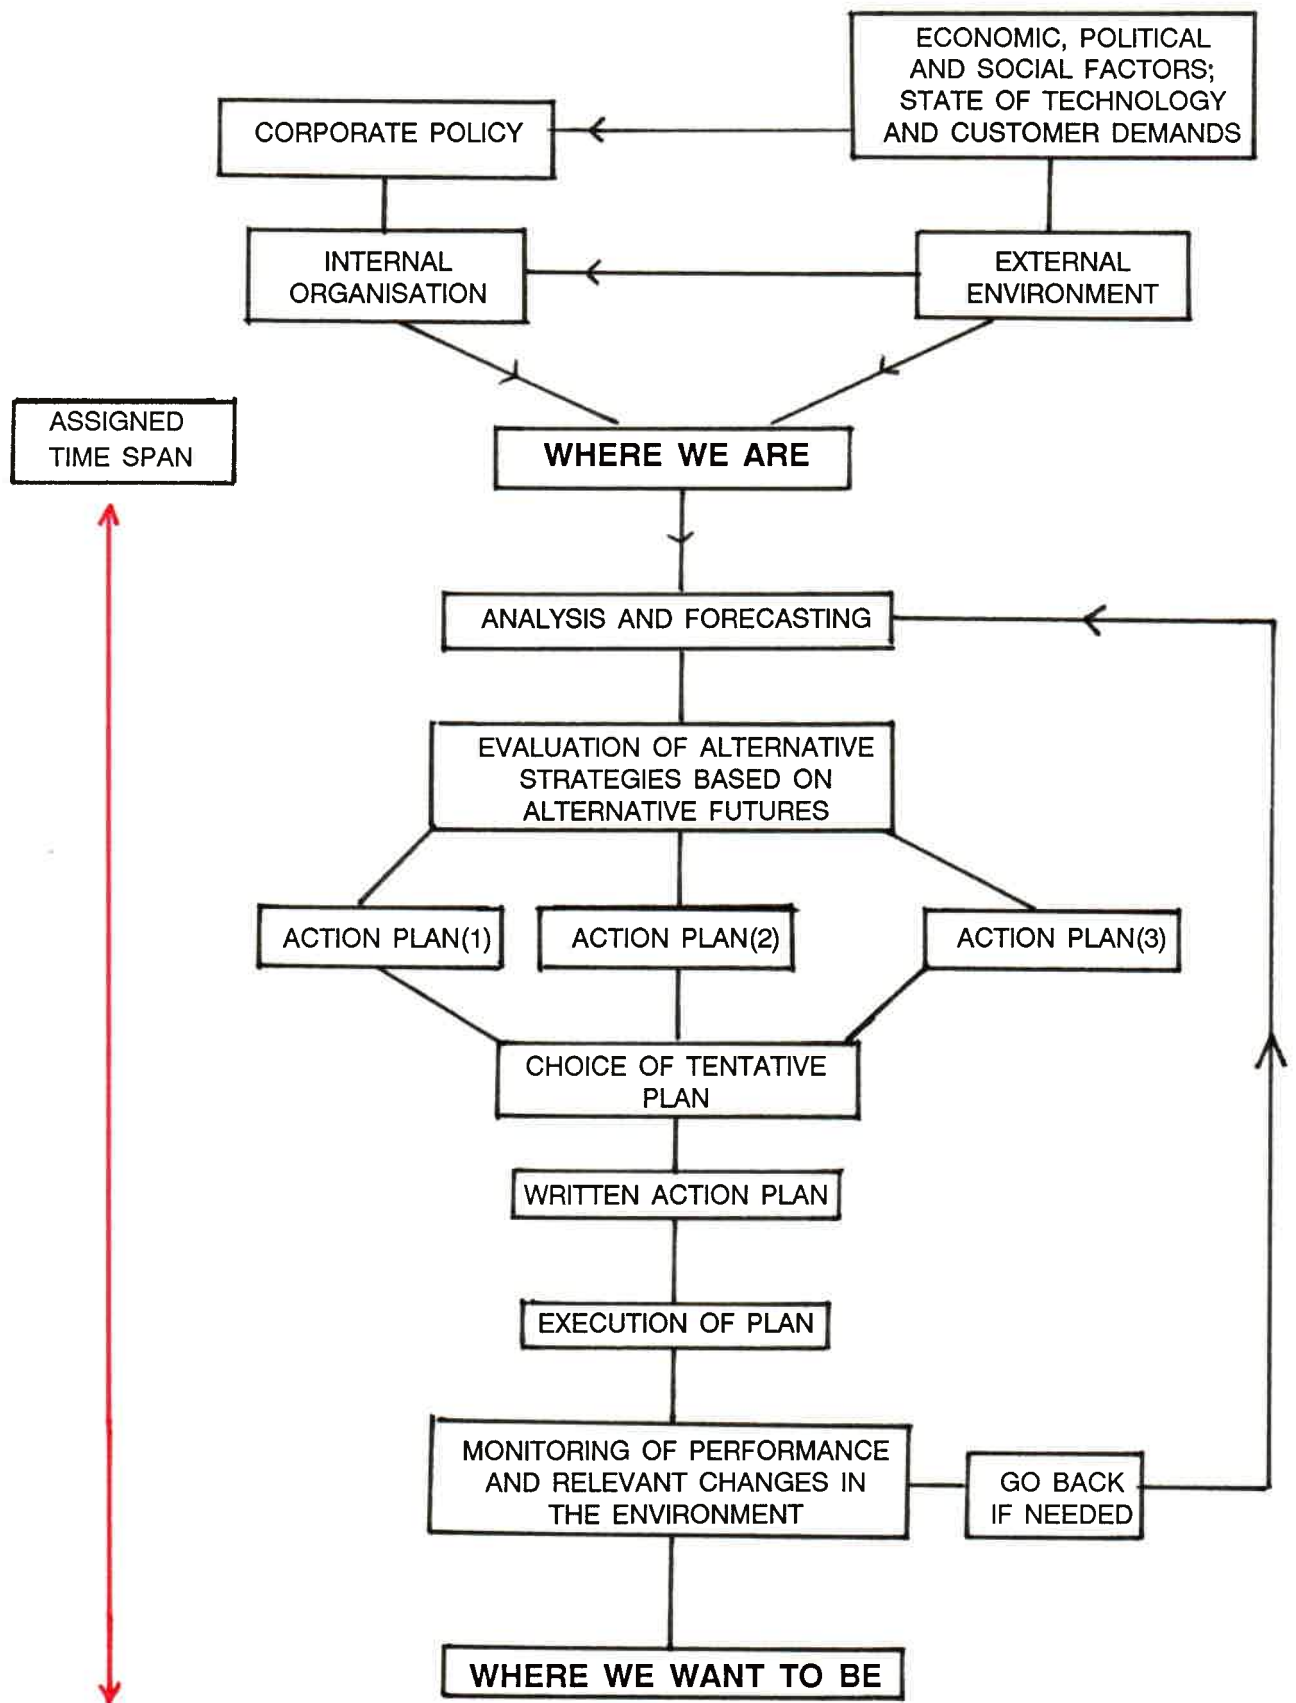 ECONOMIC, POLITICAL
AND SOCIAL FACTORS;
STATE OF TECHNOLOGY
AND CUSTOMER DEMANDS
CORPORATE POLICY
INTERNAL
ORGANISATION
EXTERNAL
ENVIRONMENT
ASSIGNED
TIME SPAN
WHERE WE ARE
ANALYSIS AND FORECASTING
EVALUATION OF ALTERNATIVE
STRATEGIES BASED ON
ALTERNATIVE FUTURES
ACTION PLAN(1)
ACTION PLAN(2)
ACTION PLAN(3)
CHOICE OF TENTATIVE
PLAN
WRITTEN ACTION PLAN
EXECUTION OF PLAN
MONITORING OF PERFORMANCE
AND RELEVANT CHANGES IN
THE ENVIRONMENT
GO BACK
IF NEEDED
WHERE WE WANT TO BE